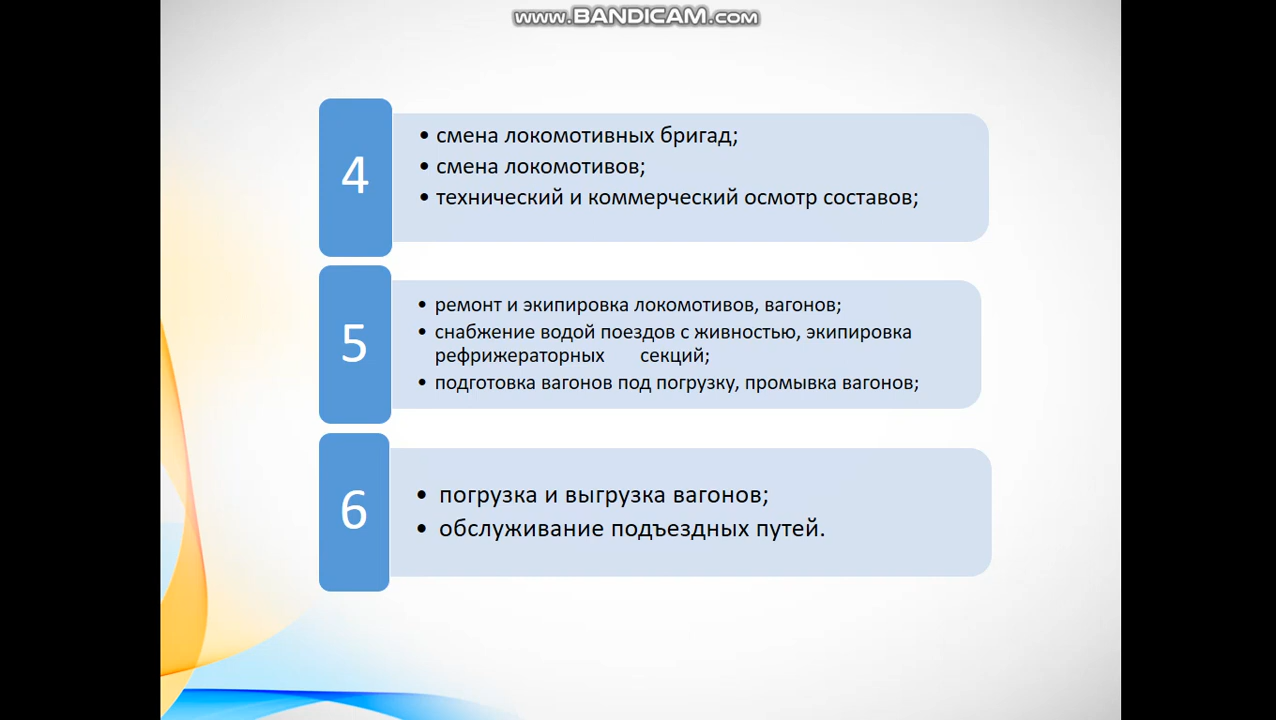 www.BANDICAM.com
4
• смена локомотивных бригад;
• смена локомотивов;
• технический и коммерческий осмотр составов;
5
• ремонт и экипировка локомотивов, вагонов;
• снабжение водой поездов с живностью, экипировка
рефрижераторных секций;
• подготовка вагонов под погрузку, промывка вагонов;
6
• погрузка и выгрузка вагонов;
• обслуживание подъездных путей.